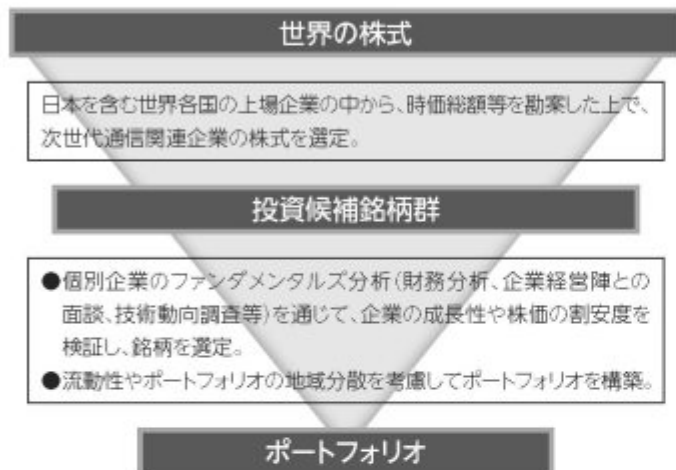 世界の株式
日本を含む世界各国の上場企業の中から、時価総額等を勘案した上で、
次世代通信関連企業の株式を選定。
投資候補銘柄群
●個別企業のファンダメンタルズ分析(財務分析、企業経営陣との
面談、技術動向調査等)を通じて、企業の成長性や株価の割安度を
検証し、銘柄を選定。
●流動性やポートフォリオの地域分散を考慮してポートフォリオを構築。
ポートフォリオ